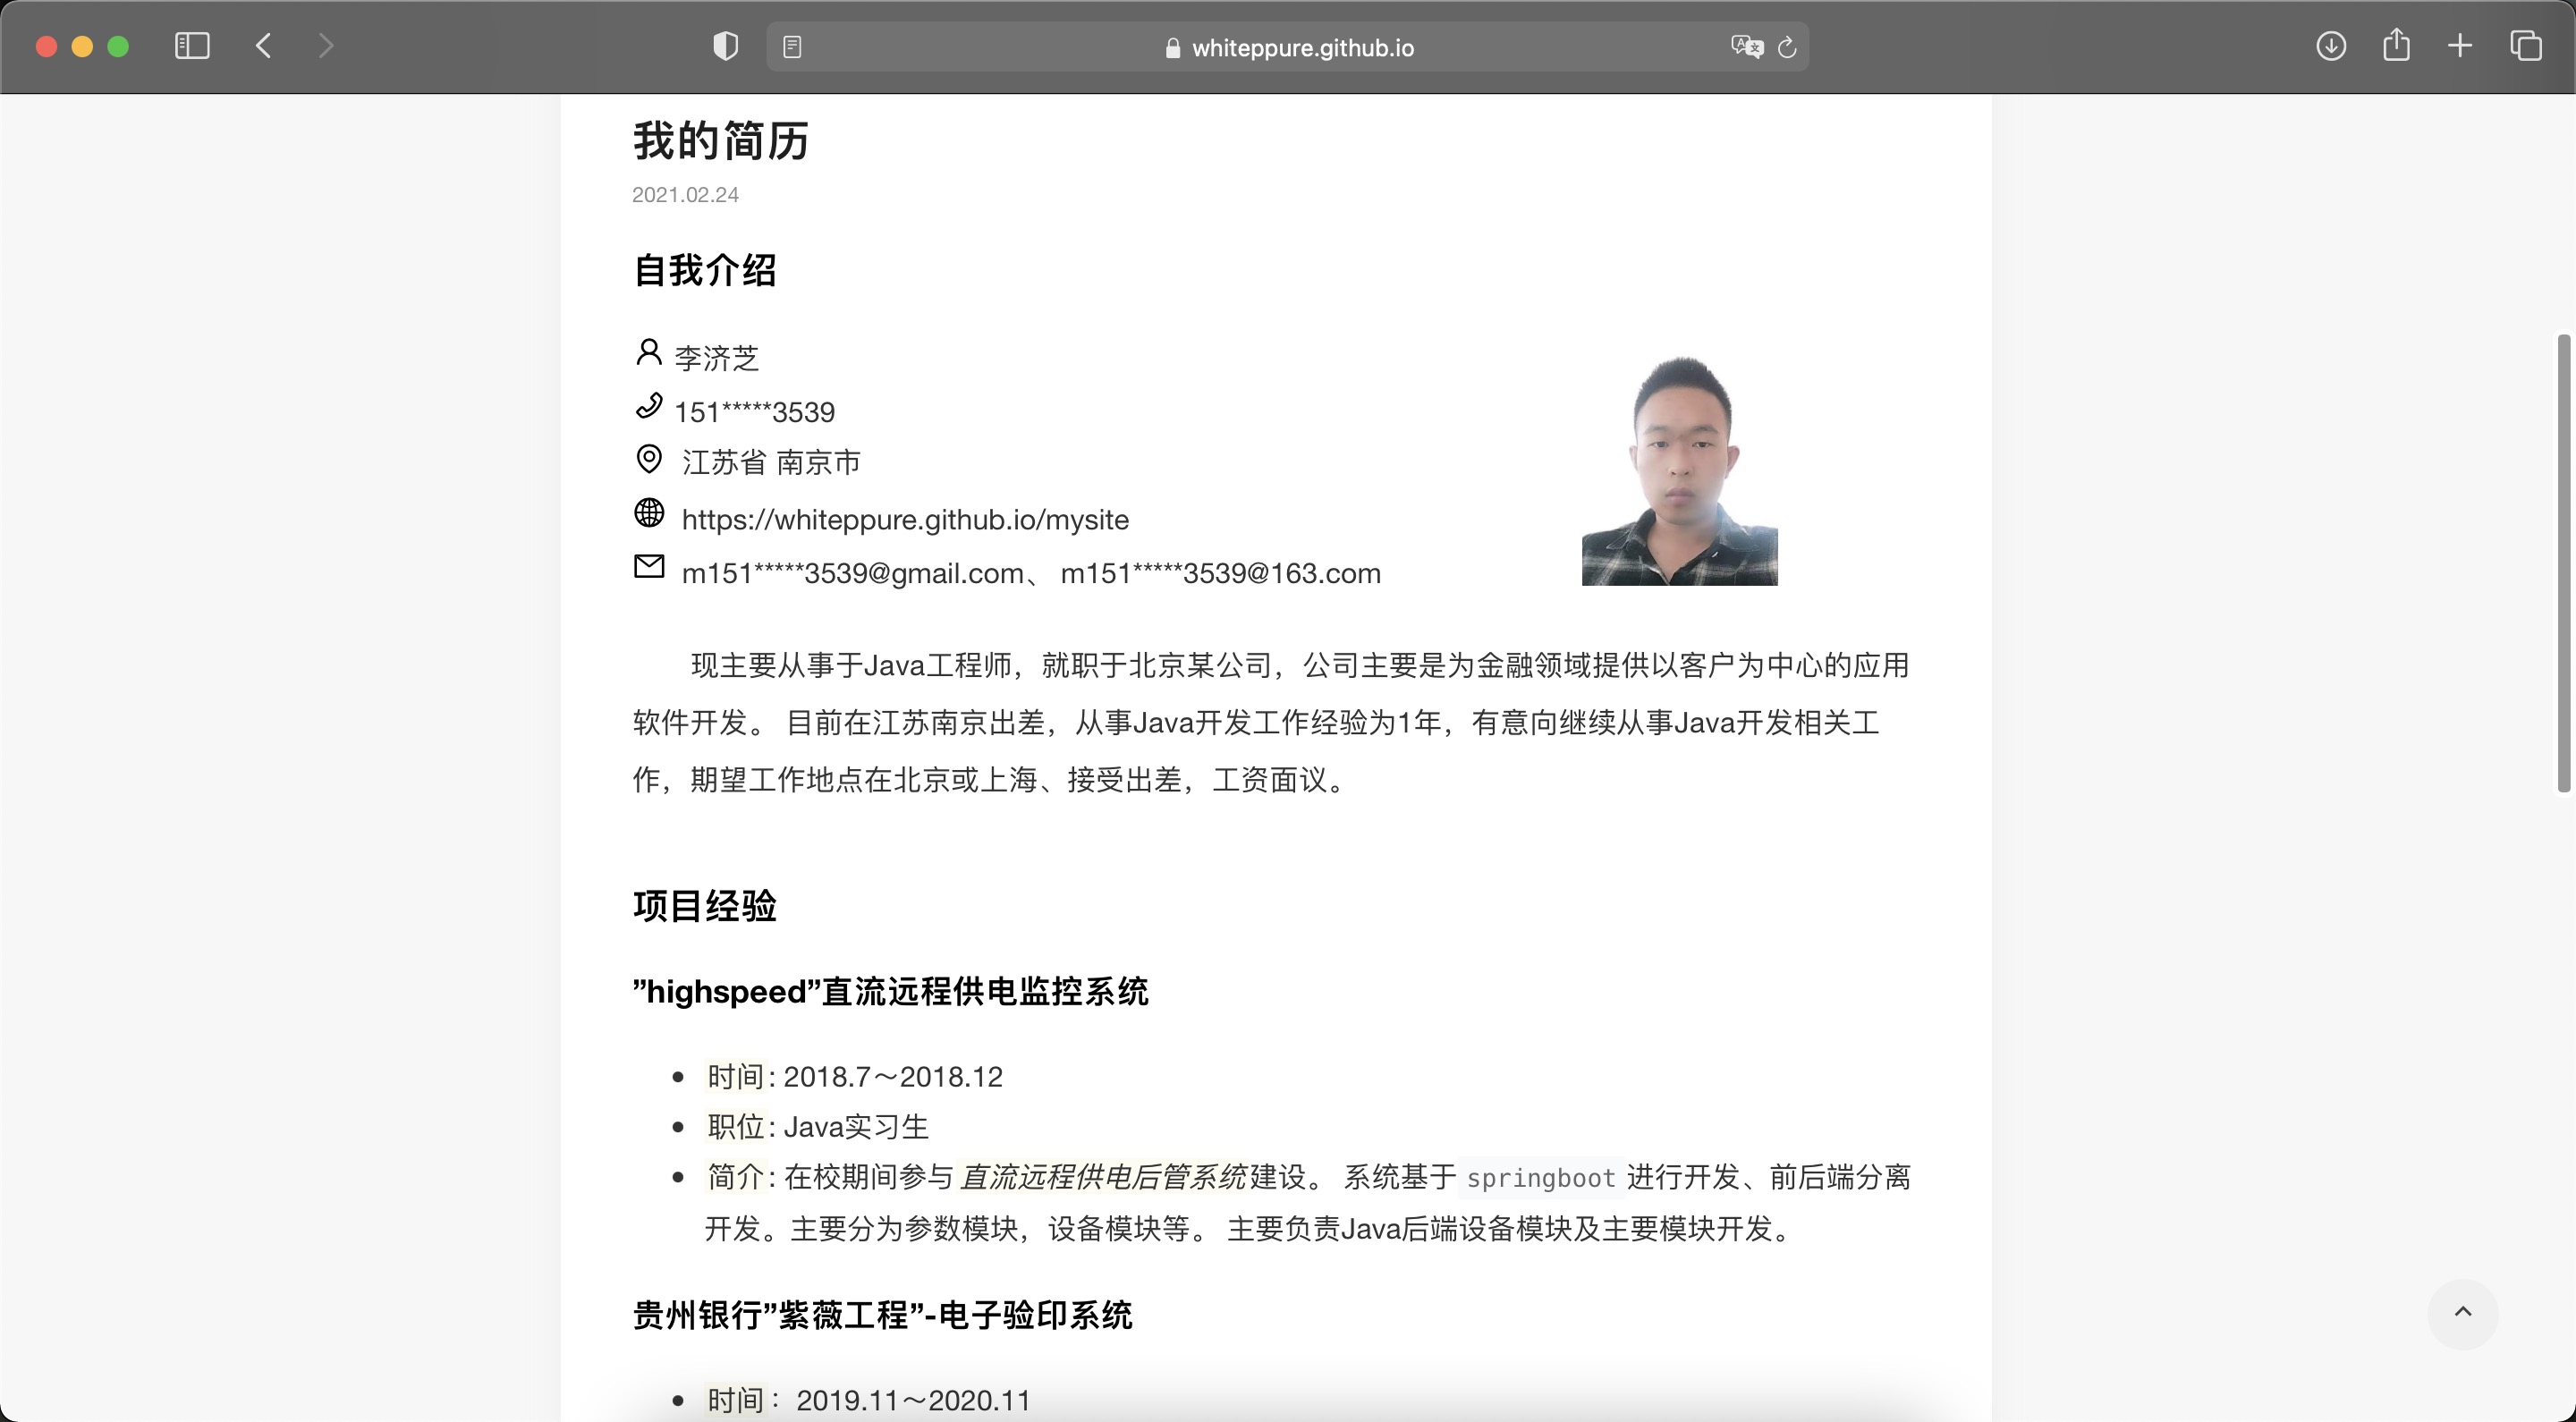 whiteppure.github.io
我的简历
2021.02.24
自我介绍
李济芝
151*****3539
江苏省 南京市
https://whiteppure.github.io/mysite
m151*****3539@gmail.com、 m151*****3539@163.com
现主要从事于Java工程师，就职于北京某公司，公司主要是为金融领域提供以客户为中心的应用
软件开发。 目前在江苏南京出差，从事Java开发工作经验为1年，有意向继续从事Java开发相关工
作，期望工作地点在北京或上海、接受出差，工资面议。
项目经验
”highspeed”直流远程供电监控系统
时间: 2018.7～2018.12
职位: Java实习生
简介: 在校期间参与直流远程供电后管系统建设。 系统基于 springboot 进行开发、前后端分离
开发。主要分为参数模块，设备模块等。 主要负责Java后端设备模块及主要模块开发。
贵州银行”紫薇工程”-电子验印系统
时间： 2019.11～2020.11